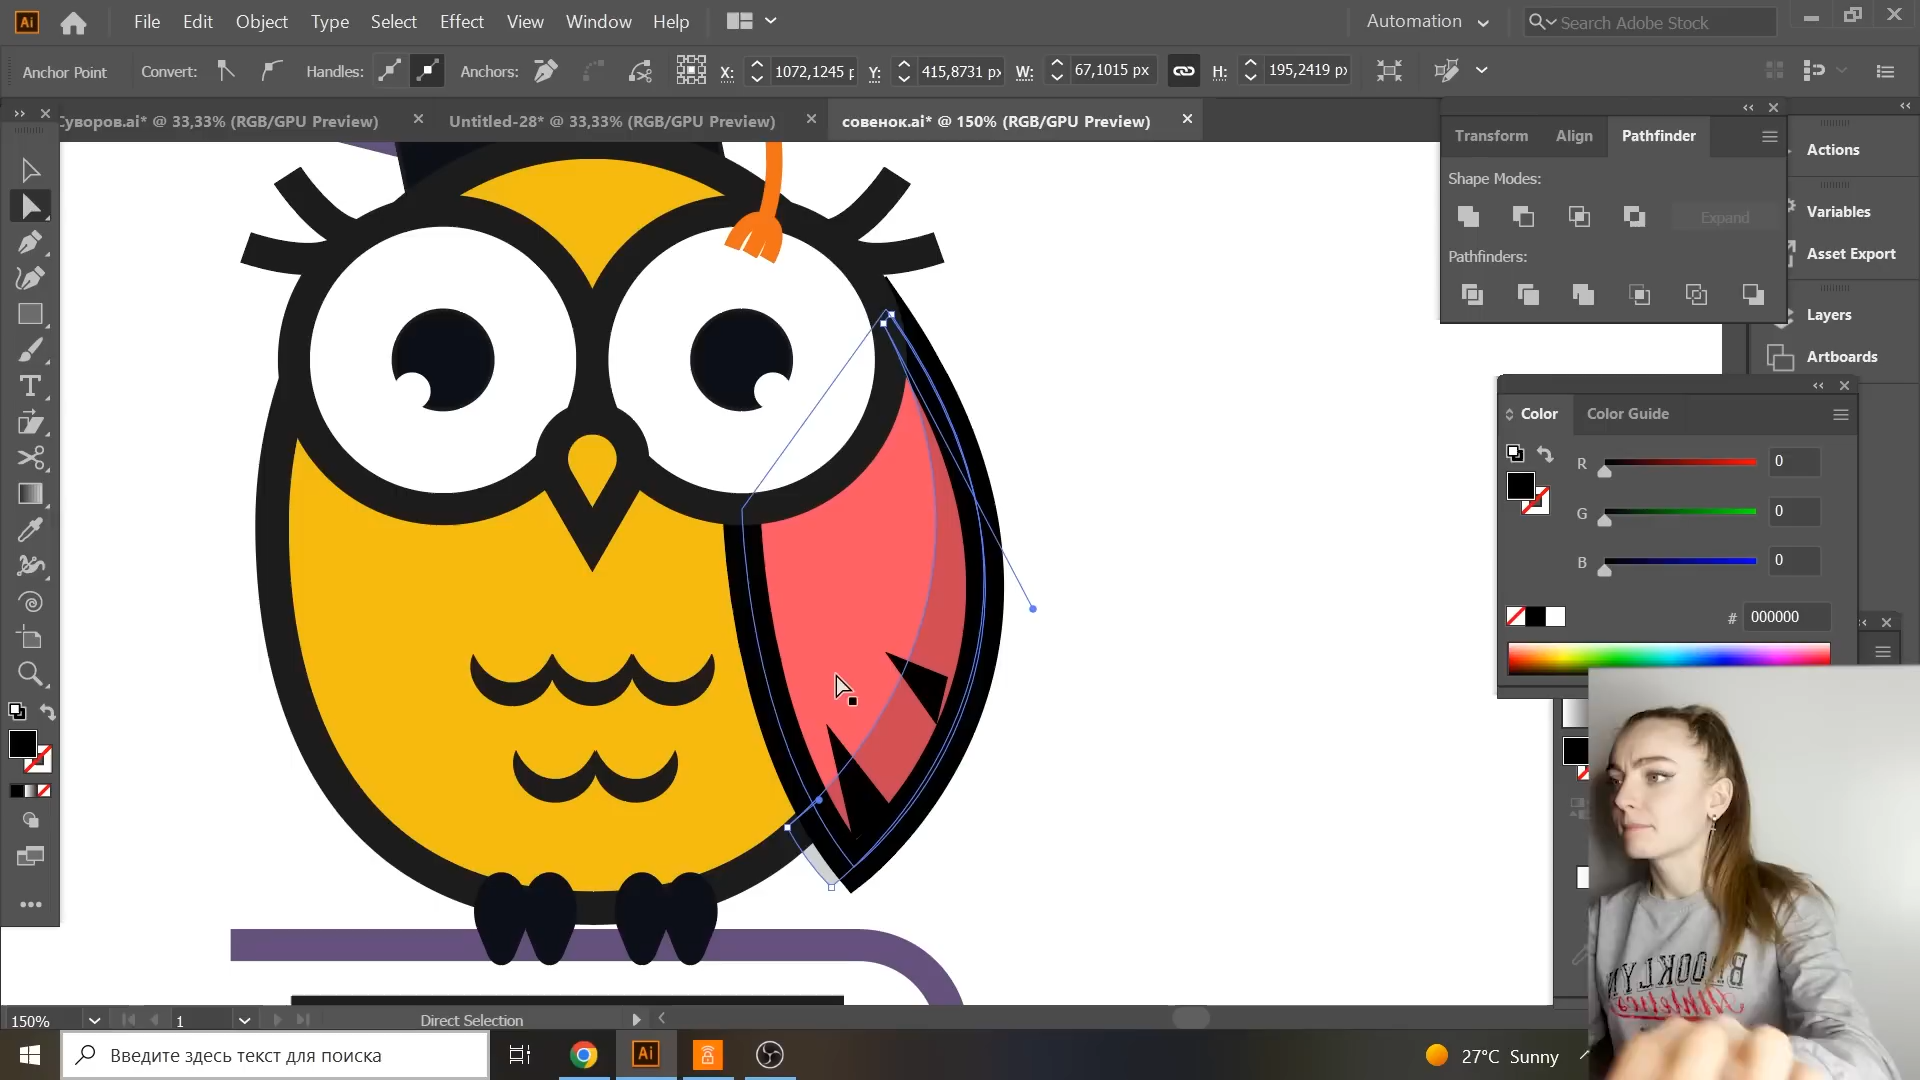 Ai File Edit Object Type Select Effect View Window Help Automation Search Adobe Stock
Anchor Point Convert: Handles: Anchors: X: 1072,1245 Y: 415,8731 px W: 67,1015 px H: 195,2419 px
Суворов.ai* @ 33,33% (RGB/GPU Preview) Untitled-28* @ 33,33% (RGB/GPU Preview) совенок.ai* @ 150% (RGB/GPU Preview)
Transform Align Pathfinder
Shape Modes:
Expand
Pathfinders:
Actions
Variables
Asset Export
Layers
Artboards
Color Color Guide
R 0
G 0
B 0
# 000000
150% 1 Direct Selection
Введите здесь текст для поиска
Ai
27°C Sunny
BROOKLYN
Athletics